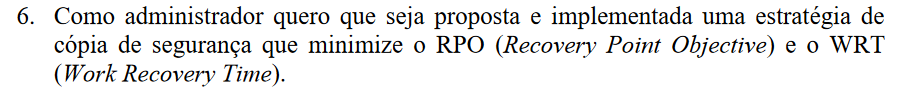 6. Como administrador quero que seja proposta e implementada uma estratégia de
cópia de segurança que minimize o RPO (Recovery Point Objective) e o WRT
(Work Recovery Time).